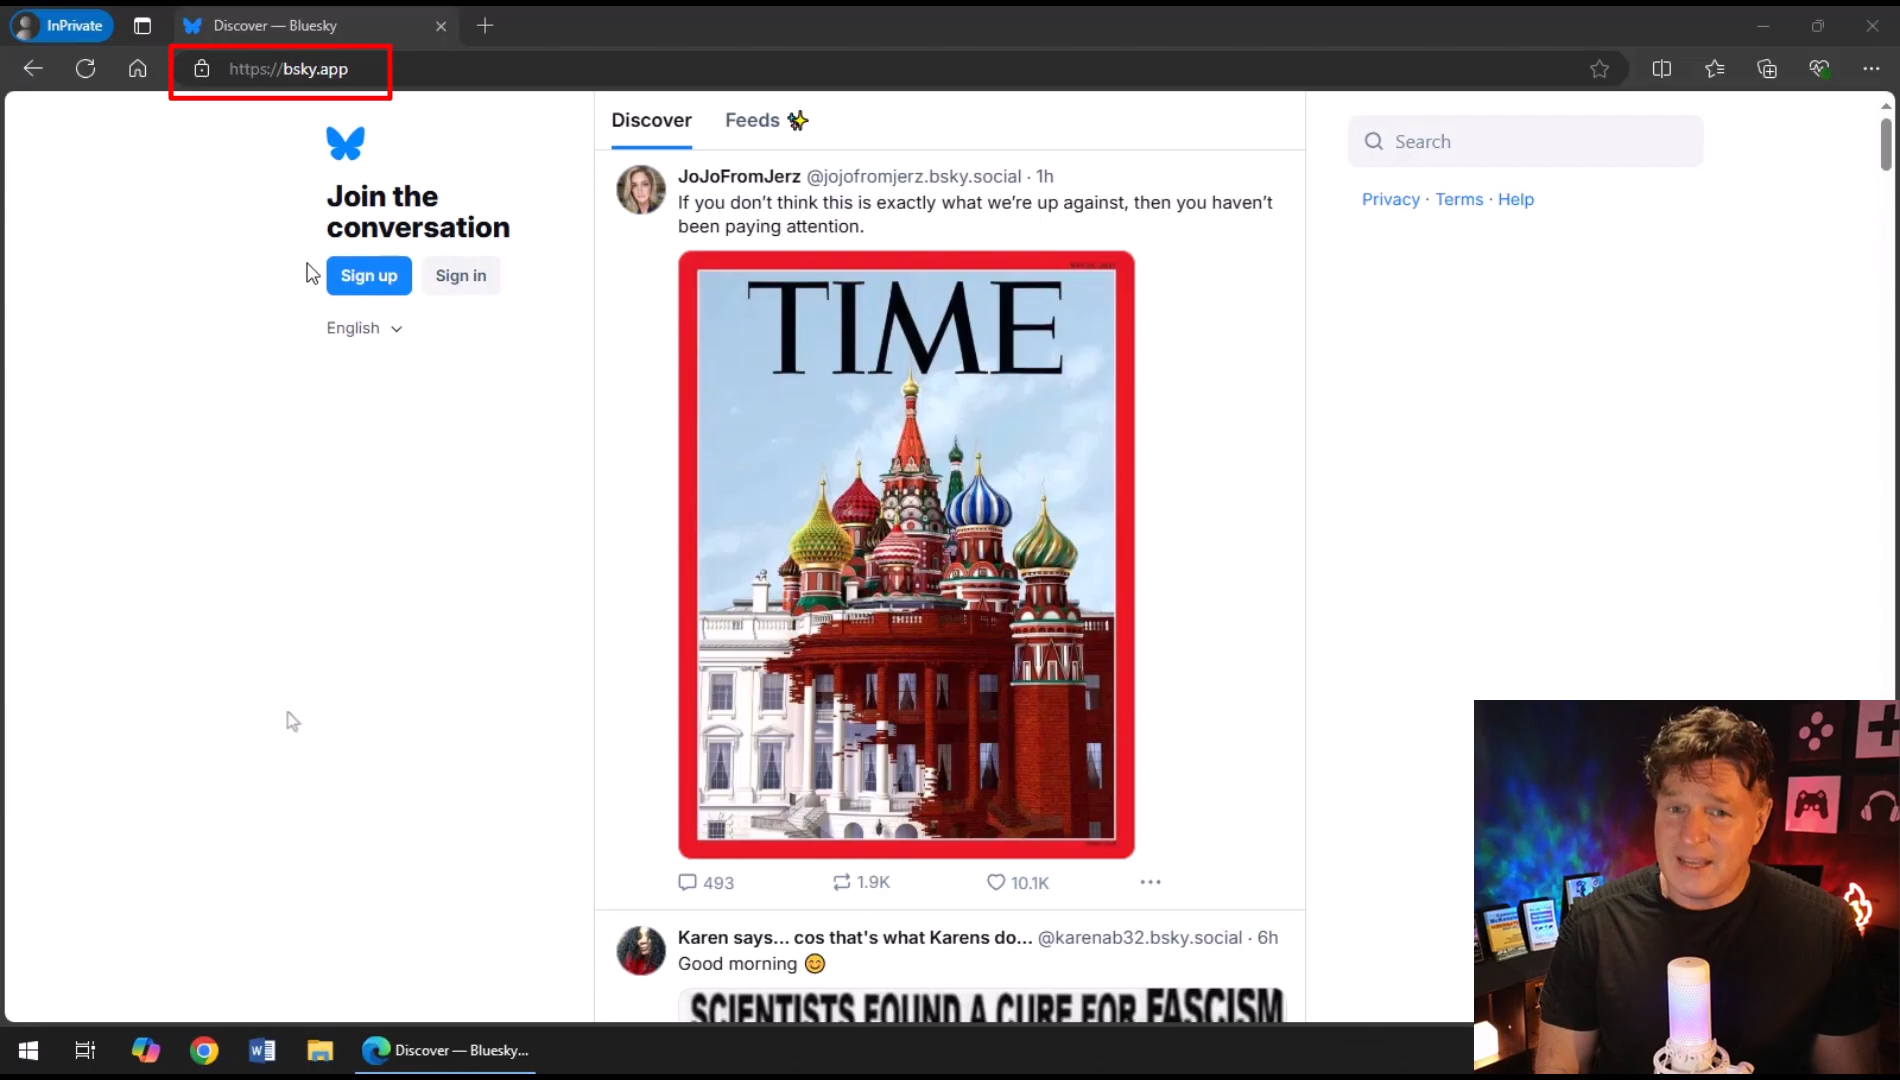 InPrivate
Discover — Bluesky
https://bsky.app
Join the
conversation
Sign up
Sign in
English
Discover
Feeds
JoJoFromJerz @jojofromjerz.bsky.social · 1h
If you don’t think this is exactly what we’re up against, then you haven’t
been paying attention.
TIME
493
1.9K
10.1K
Karen says... cos that's what Karens do... @karenab32.bsky.social · 6h
Good morning
SCIENTISTS FOUND A CURE FOR FASCISM
Search
Privacy · Terms · Help
Discover — Bluesky...